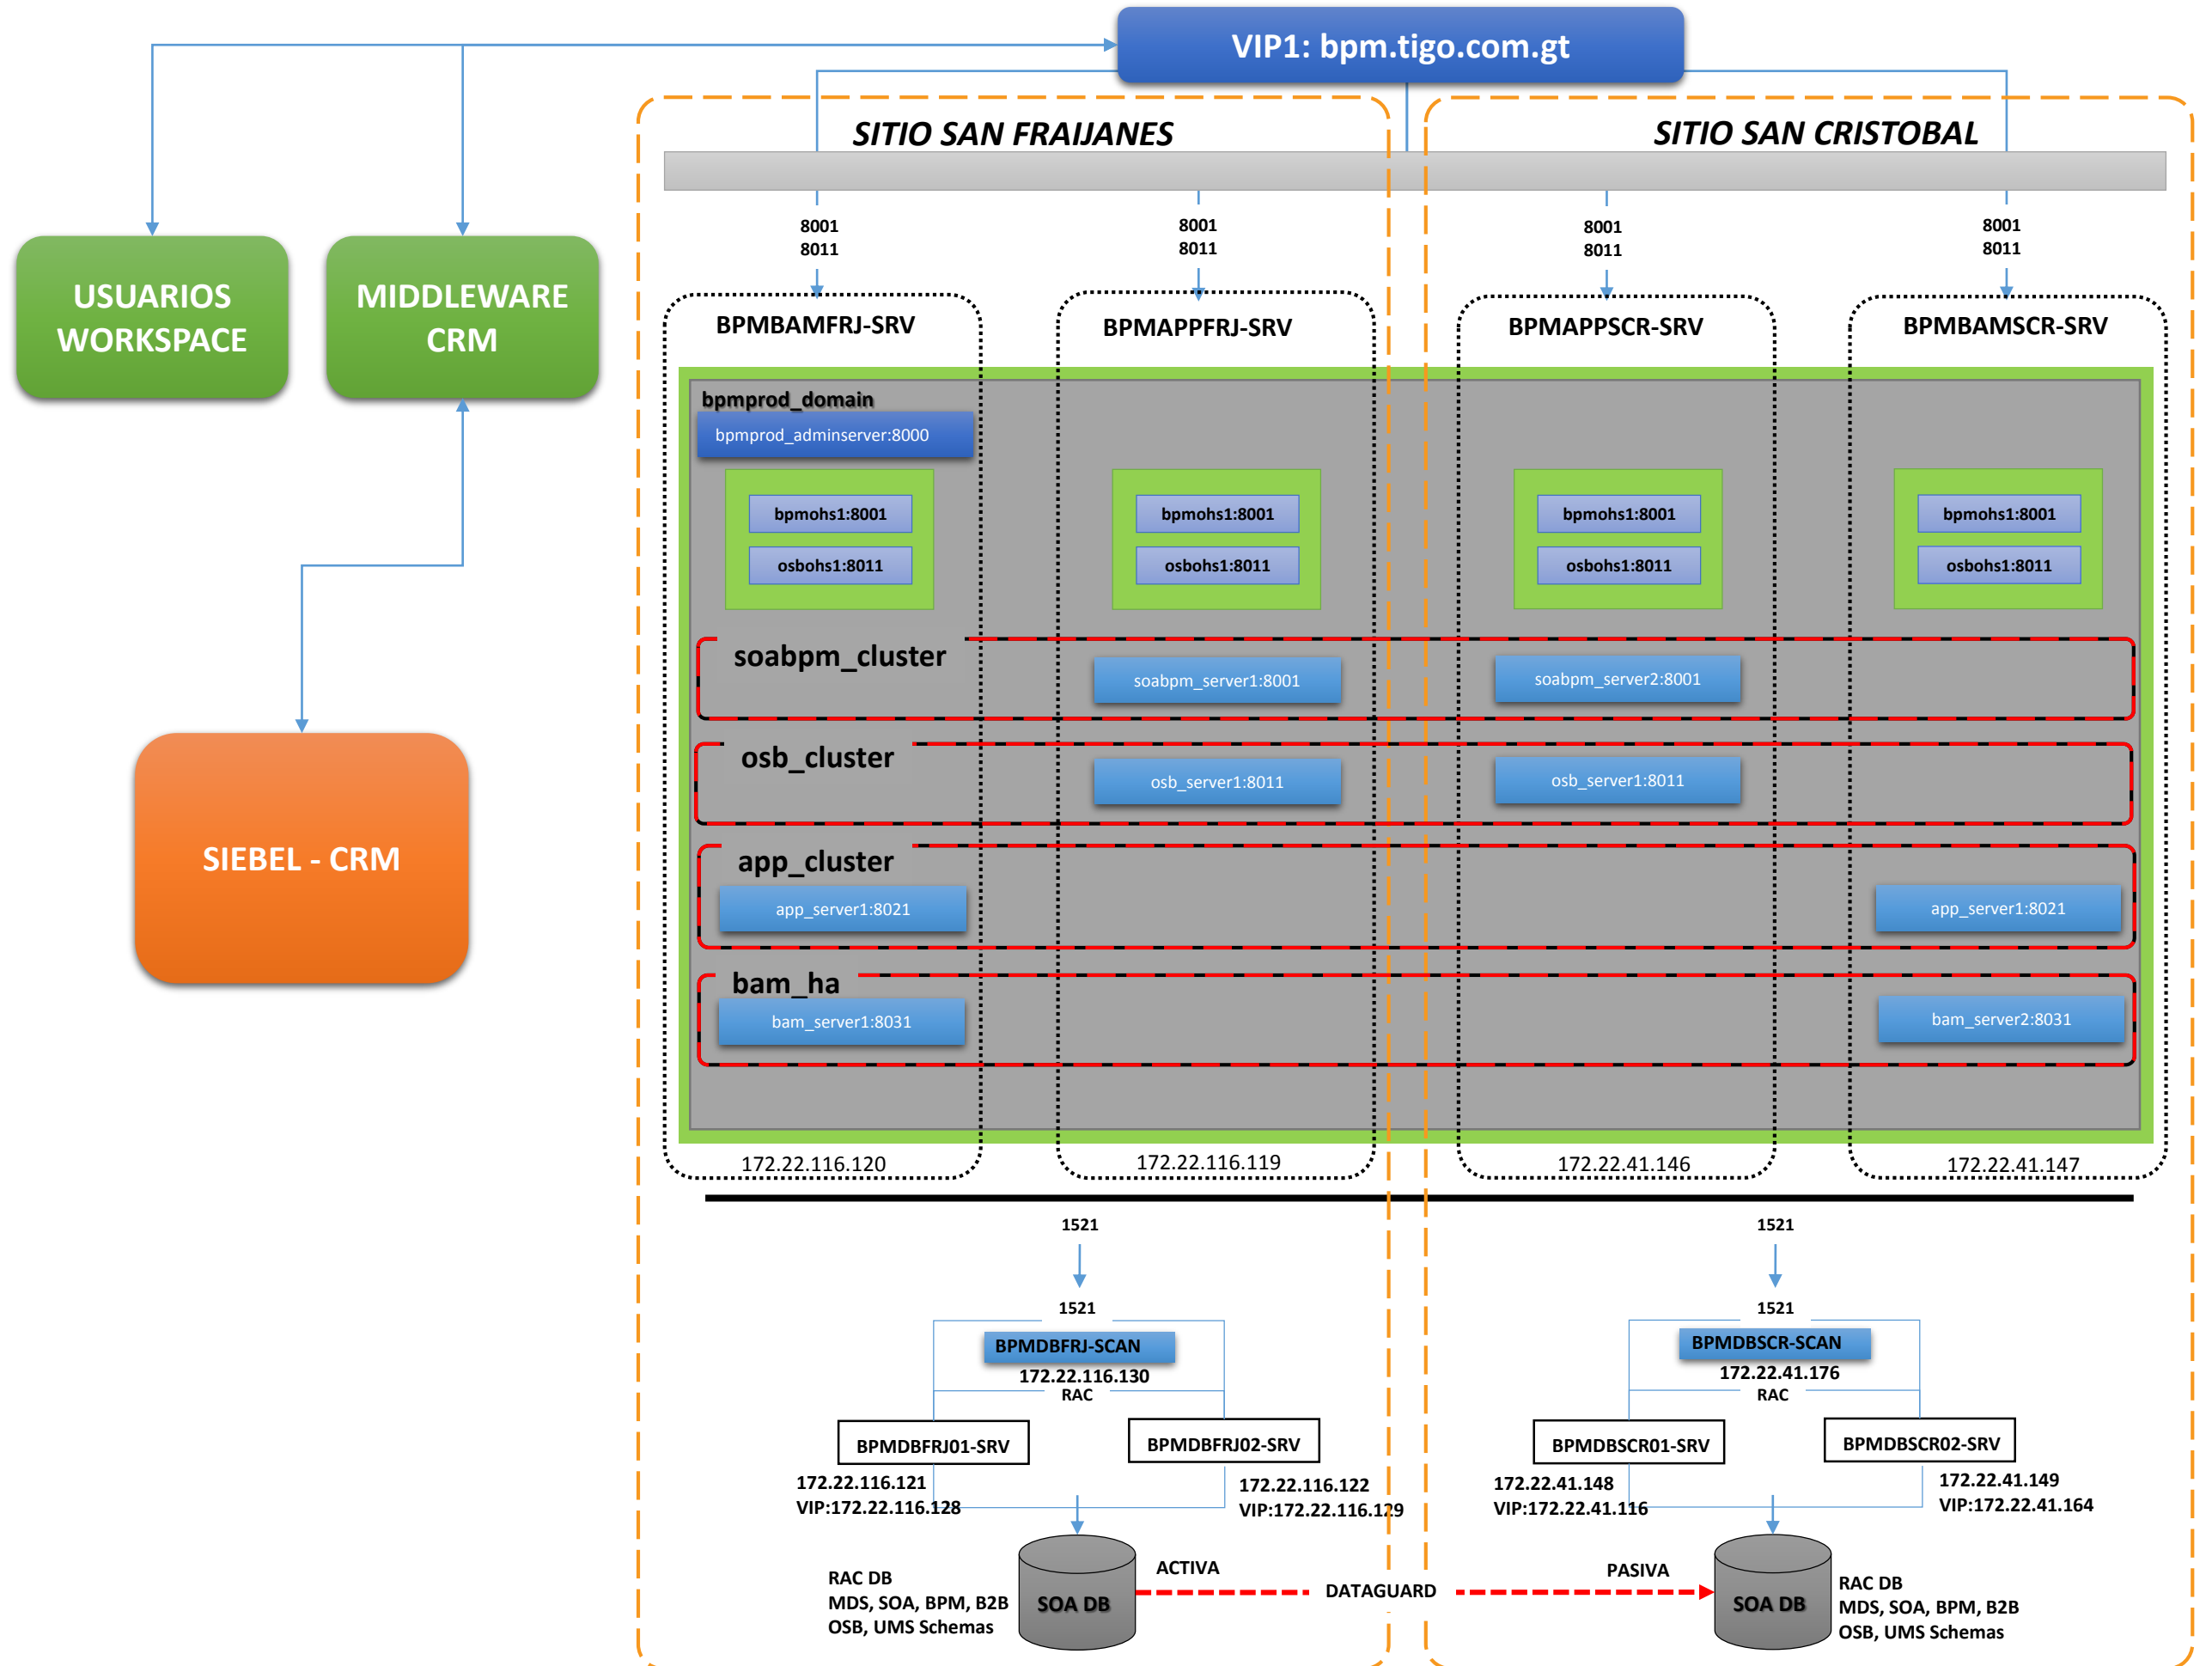 VIP1: bpm.tigo.com.gt
SITIO SAN FRAIJANES
SITIO SAN CRISTOBAL
8001
8011
8001
8011
8001
8011
8001
8011
USUARIOS
WORKSPACE
MIDDLEWARE
CRM
SIEBEL - CRM
BPMBAMFRJ-SRV
BPMAPPFRJ-SRV
BPMAPPSCR-SRV
BPMBAMSCR-SRV
bpmprod_domain
bpmprod_adminserver:8000
bpmohs1:8001
osbohs1:8011
bpmohs1:8001
osbohs1:8011
bpmohs1:8001
osbohs1:8011
bpmohs1:8001
osbohs1:8011
soabpm_cluster
soabpm_server1:8001
soabpm_server2:8001
osb_cluster
osb_server1:8011
osb_server1:8011
app_cluster
app_server1:8021
app_server1:8021
bam_ha
bam_server1:8031
bam_server2:8031
172.22.116.120
172.22.116.119
172.22.41.146
172.22.41.147
1521
1521
BPMDBFRJ-SCAN
172.22.116.130
RAC
BPMDBFRJ01-SRV
BPMDBFRJ02-SRV
172.22.116.121
VIP:172.22.116.128
172.22.116.122
VIP:172.22.116.129
RAC DB
MDS, SOA, BPM, B2B
OSB, UMS Schemas
SOA DB
ACTIVA
DATAGUARD
PASIVA
1521
1521
BPMDBSCR-SCAN
172.22.41.176
RAC
BPMDBSCR01-SRV
BPMDBSCR02-SRV
172.22.41.148
VIP:172.22.41.116
172.22.41.149
VIP:172.22.41.164
SOA DB
RAC DB
MDS, SOA, BPM, B2B
OSB, UMS Schemas